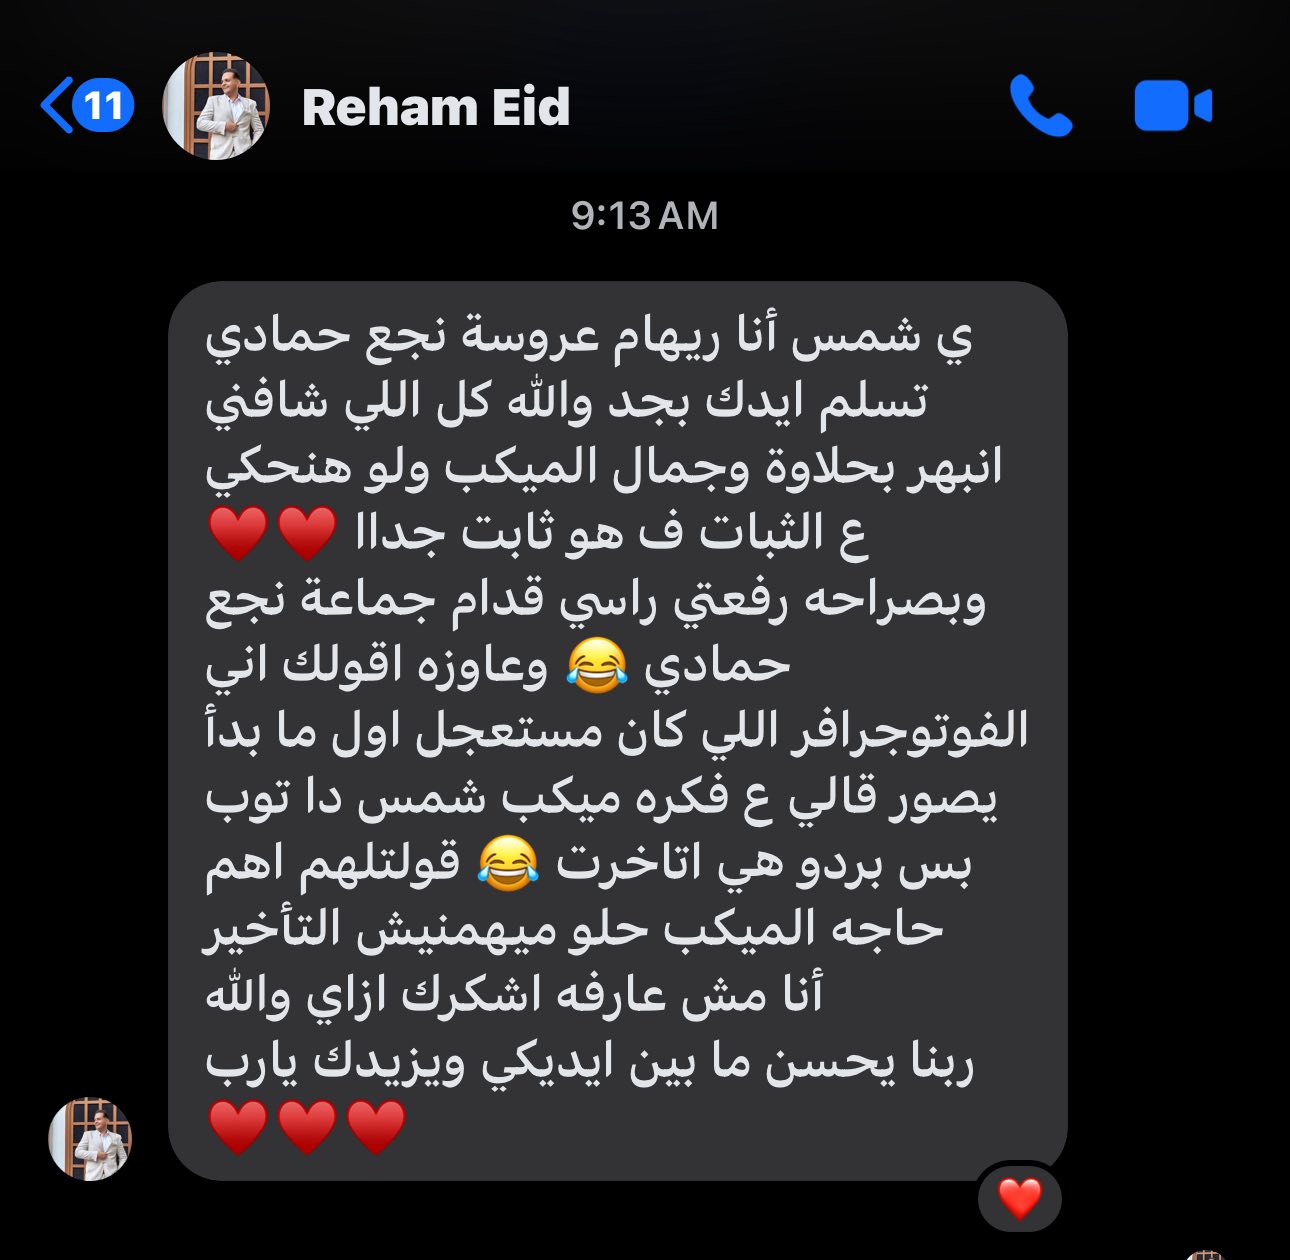 11
Reham Eid
9:13 AM
ي شمس أنا ريهام عروسة نجع حمادي
تسلم ايدك بجد والله كل اللي شافني
انبهر بحلاوة وجمال الميكب ولو هنحكي
ع الثبات ف هو ثابت جداا ♥️♥️
وبصراحه رفعتي راسي قدام جماعة نجع
حمادي 😂 وعاوزه اقولك اني
الفوتوجرافر اللي كان مستعجل اول ما بدأ
يصور قالي ع فكره ميكب شمس دا توب
بس بردو هي اتاخرت 😂 قولتلهم اهم
حاجه الميكب حلو ميهمنيش التأخير
أنا مش عارفه اشكرك ازاي والله
ربنا يحسن ما بين ايديكي ويزيدك يارب
♥️♥️♥️
❤️